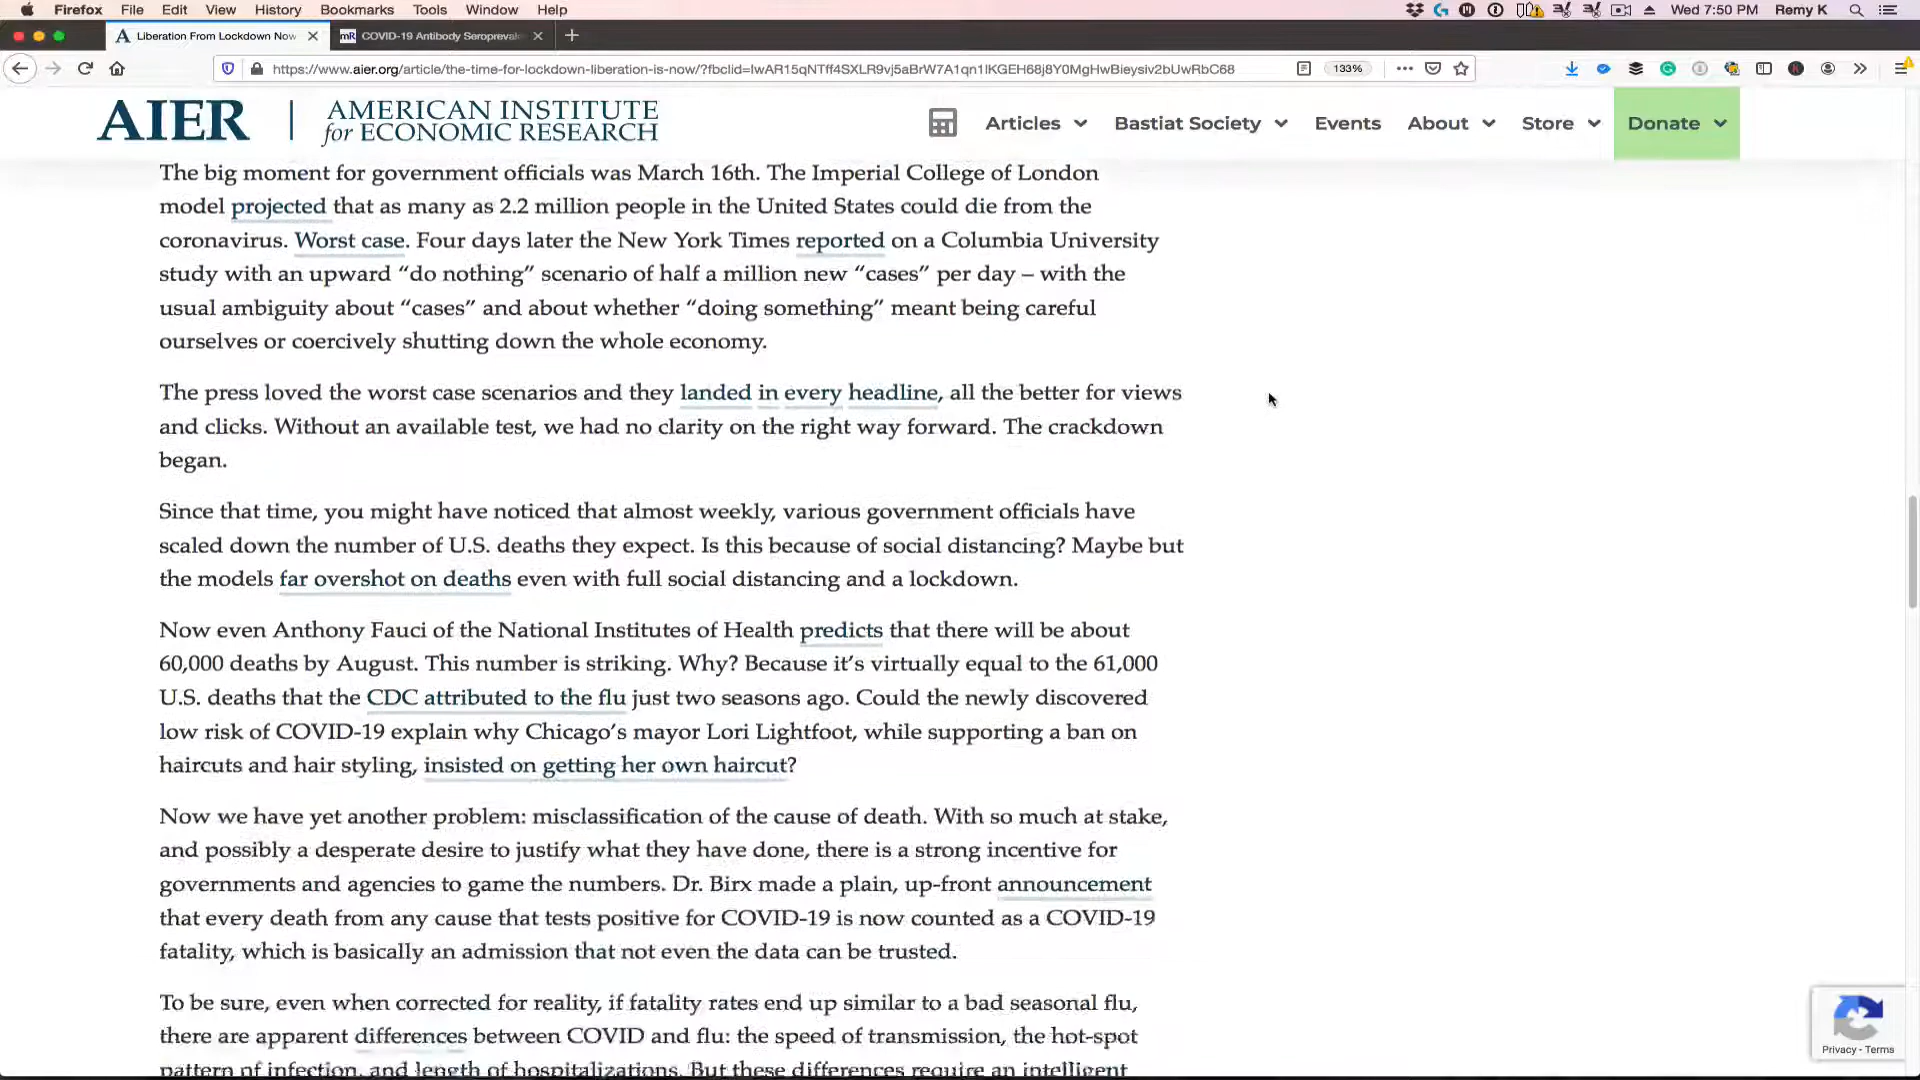 Firefox File Edit View History Bookmarks Tools Window Help Wed 7:50 PM Remy K
Liberation From Lockdown Now
mR COVID-19 Antibody Seropreval
https://www.aier.org/article/the-time-for-lockdown-liberation-is-now/?fbclid=IwAR15qNTff4SXLR9vj5aBrW7A1qn1IKGEH68j8Y0MgHwBieysiv2bUwRbC68 133%
AIER | AMERICAN INSTITUTE
for ECONOMIC RESEARCH
Articles Bastiat Society Events About Store Donate
The big moment for government officials was March 16th. The Imperial College of London
model projected that as many as 2.2 million people in the United States could die from the
coronavirus. Worst case. Four days later the New York Times reported on a Columbia University
study with an upward “do nothing” scenario of half a million new “cases” per day – with the
usual ambiguity about “cases” and about whether “doing something” meant being careful
ourselves or coercively shutting down the whole economy.
The press loved the worst case scenarios and they landed in every headline, all the better for views
and clicks. Without an available test, we had no clarity on the right way forward. The crackdown
began.
Since that time, you might have noticed that almost weekly, various government officials have
scaled down the number of U.S. deaths they expect. Is this because of social distancing? Maybe but
the models far overshot on deaths even with full social distancing and a lockdown.
Now even Anthony Fauci of the National Institutes of Health predicts that there will be about
60,000 deaths by August. This number is striking. Why? Because it’s virtually equal to the 61,000
U.S. deaths that the CDC attributed to the flu just two seasons ago. Could the newly discovered
low risk of COVID-19 explain why Chicago’s mayor Lori Lightfoot, while supporting a ban on
haircuts and hair styling, insisted on getting her own haircut?
Now we have yet another problem: misclassification of the cause of death. With so much at stake,
and possibly a desperate desire to justify what they have done, there is a strong incentive for
governments and agencies to game the numbers. Dr. Birx made a plain, up-front announcement
that every death from any cause that tests positive for COVID-19 is now counted as a COVID-19
fatality, which is basically an admission that not even the data can be trusted.
To be sure, even when corrected for reality, if fatality rates end up similar to a bad seasonal flu,
there are apparent differences between COVID and flu: the speed of transmission, the hot-spot
pattern of infection, and length of hospitalizations. But these differences require an intelligent
Privacy - Terms